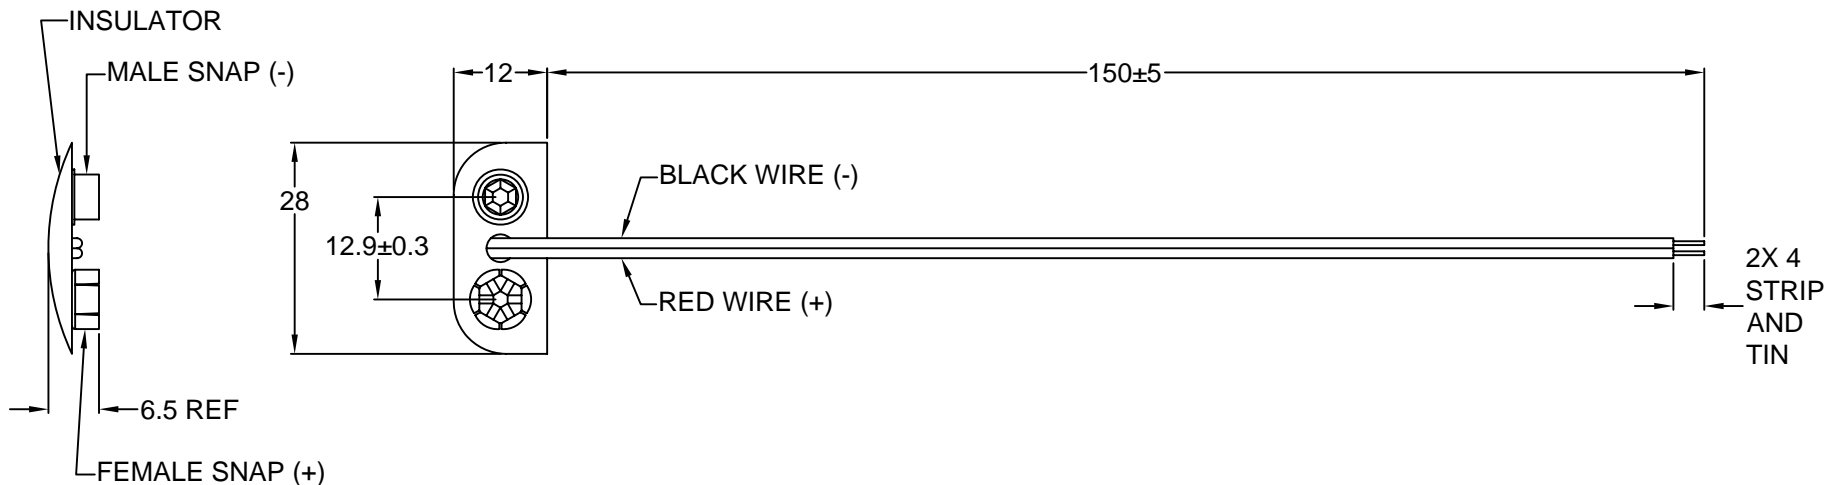 INSULATOR
MALE SNAP (-)
12
150±5
BLACK WIRE (-)
28
12.9±0.3
RED WIRE (+)
2X 4
STRIP
AND
TIN
6.5 REF
FEMALE SNAP (+)